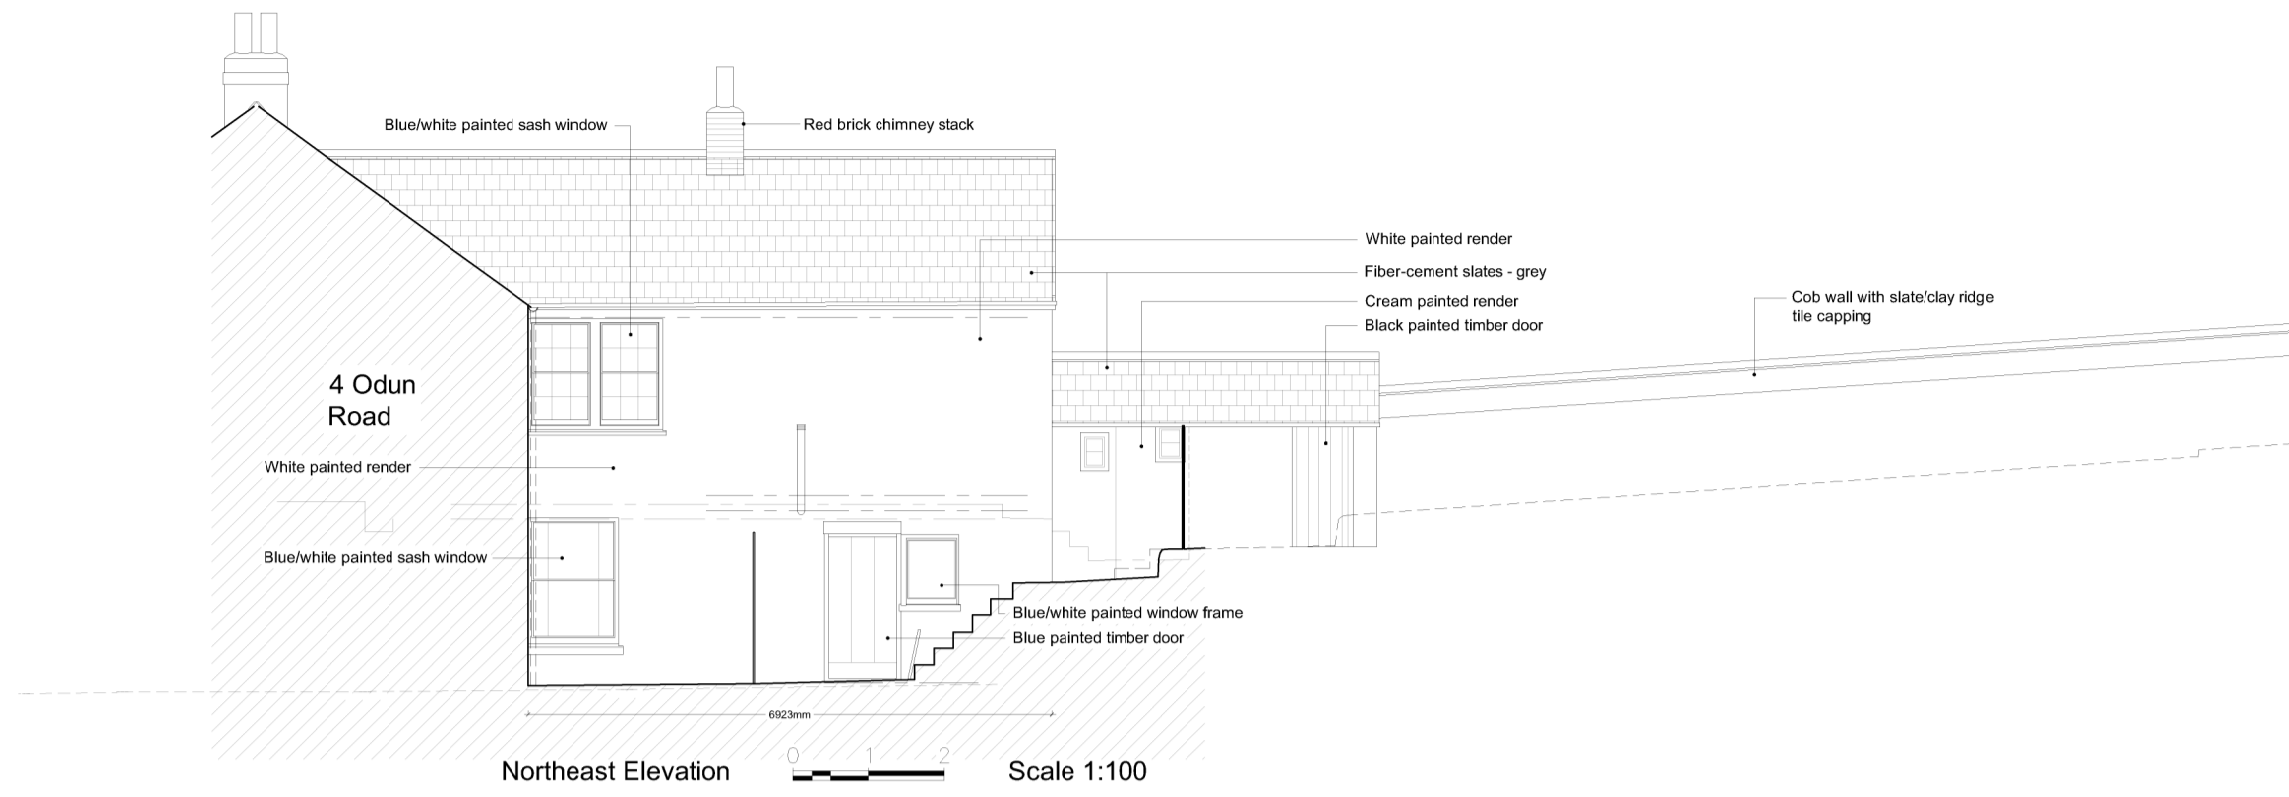 Blue/white painted sash window
Red brick chimney stack
White painted render
Fiber-cement slates - grey
Cream painted render
Black painted timber door
Cob wall with slate/clay ridge
tile capping
4 Odun
Road
White painted render
Blue/white painted sash window
Blue/white painted window frame
Blue painted timber door
6923mm
0 1 2
Northeast Elevation
Scale 1:100